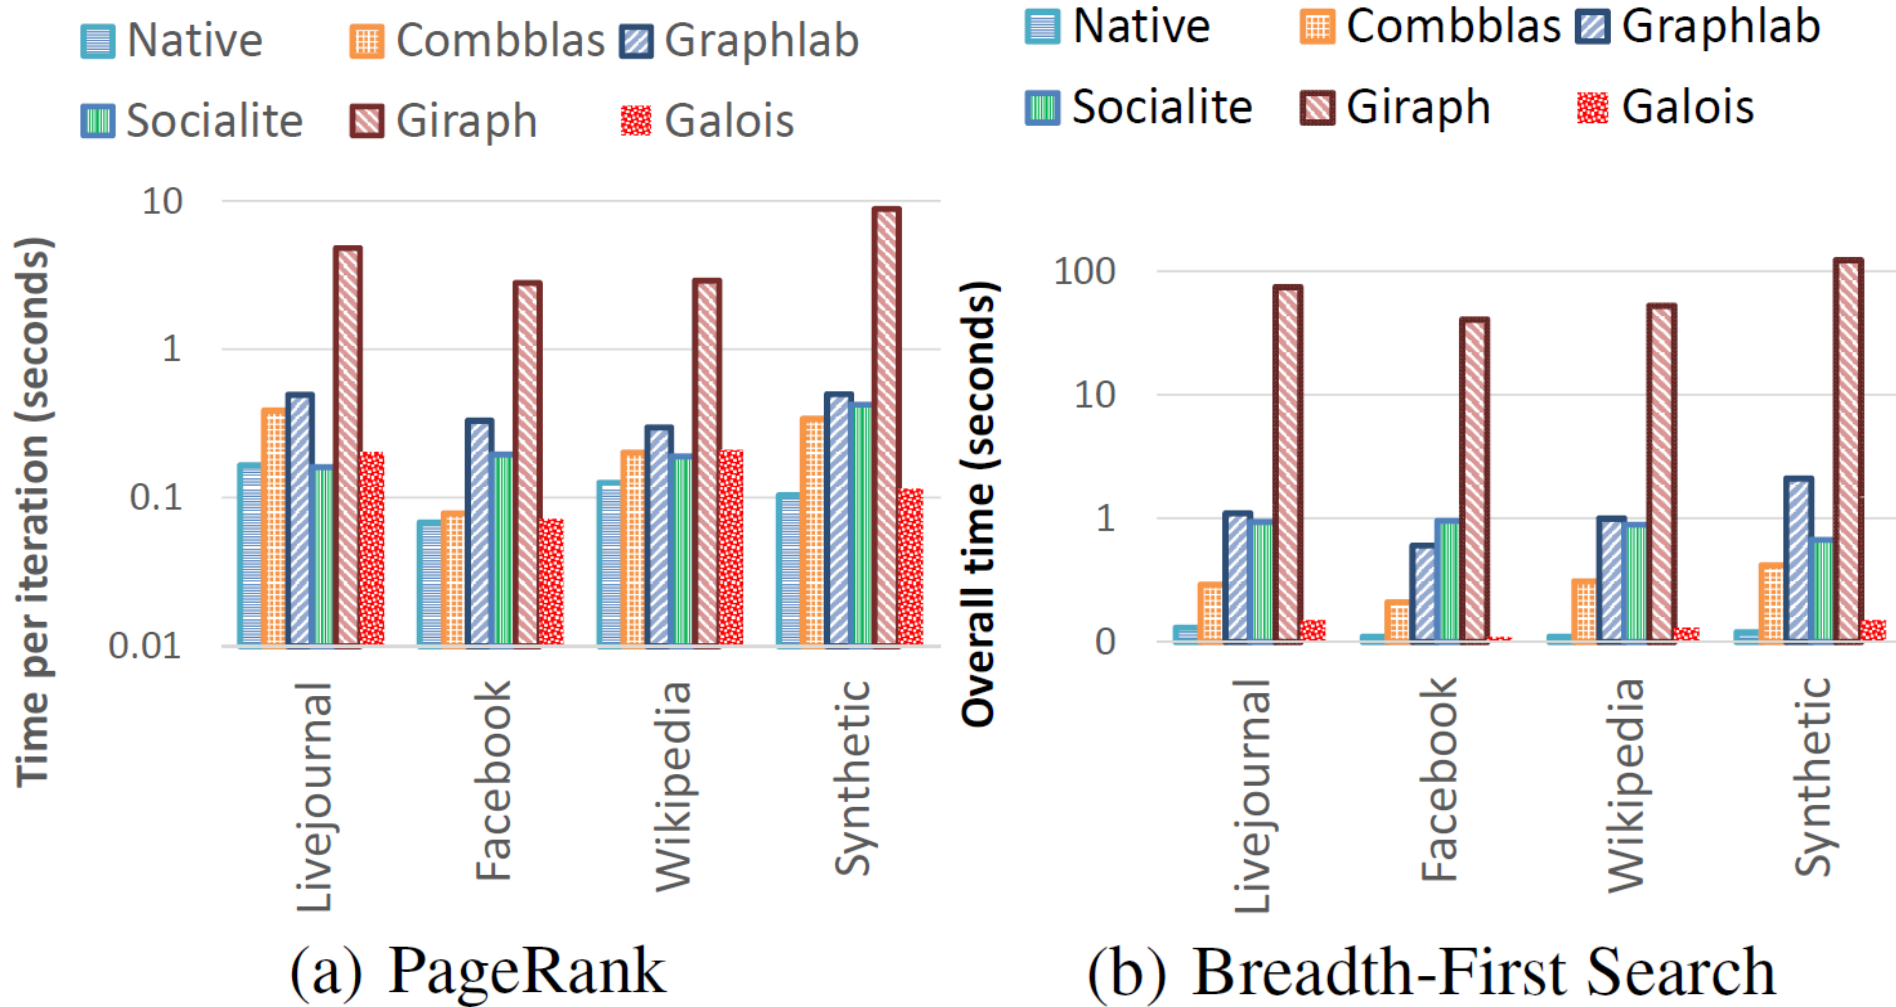 Native Combblas Graphlab
Socialite Giraph Galois
Time per iteration (seconds)
10
1
0.1
0.01
Livejournal
Facebook
Wikipedia
Synthetic
(a) PageRank
Native Combblas Graphlab
Socialite Giraph Galois
Overall time (seconds)
100
10
1
0
Livejournal
Facebook
Wikipedia
Synthetic
(b) Breadth-First Search